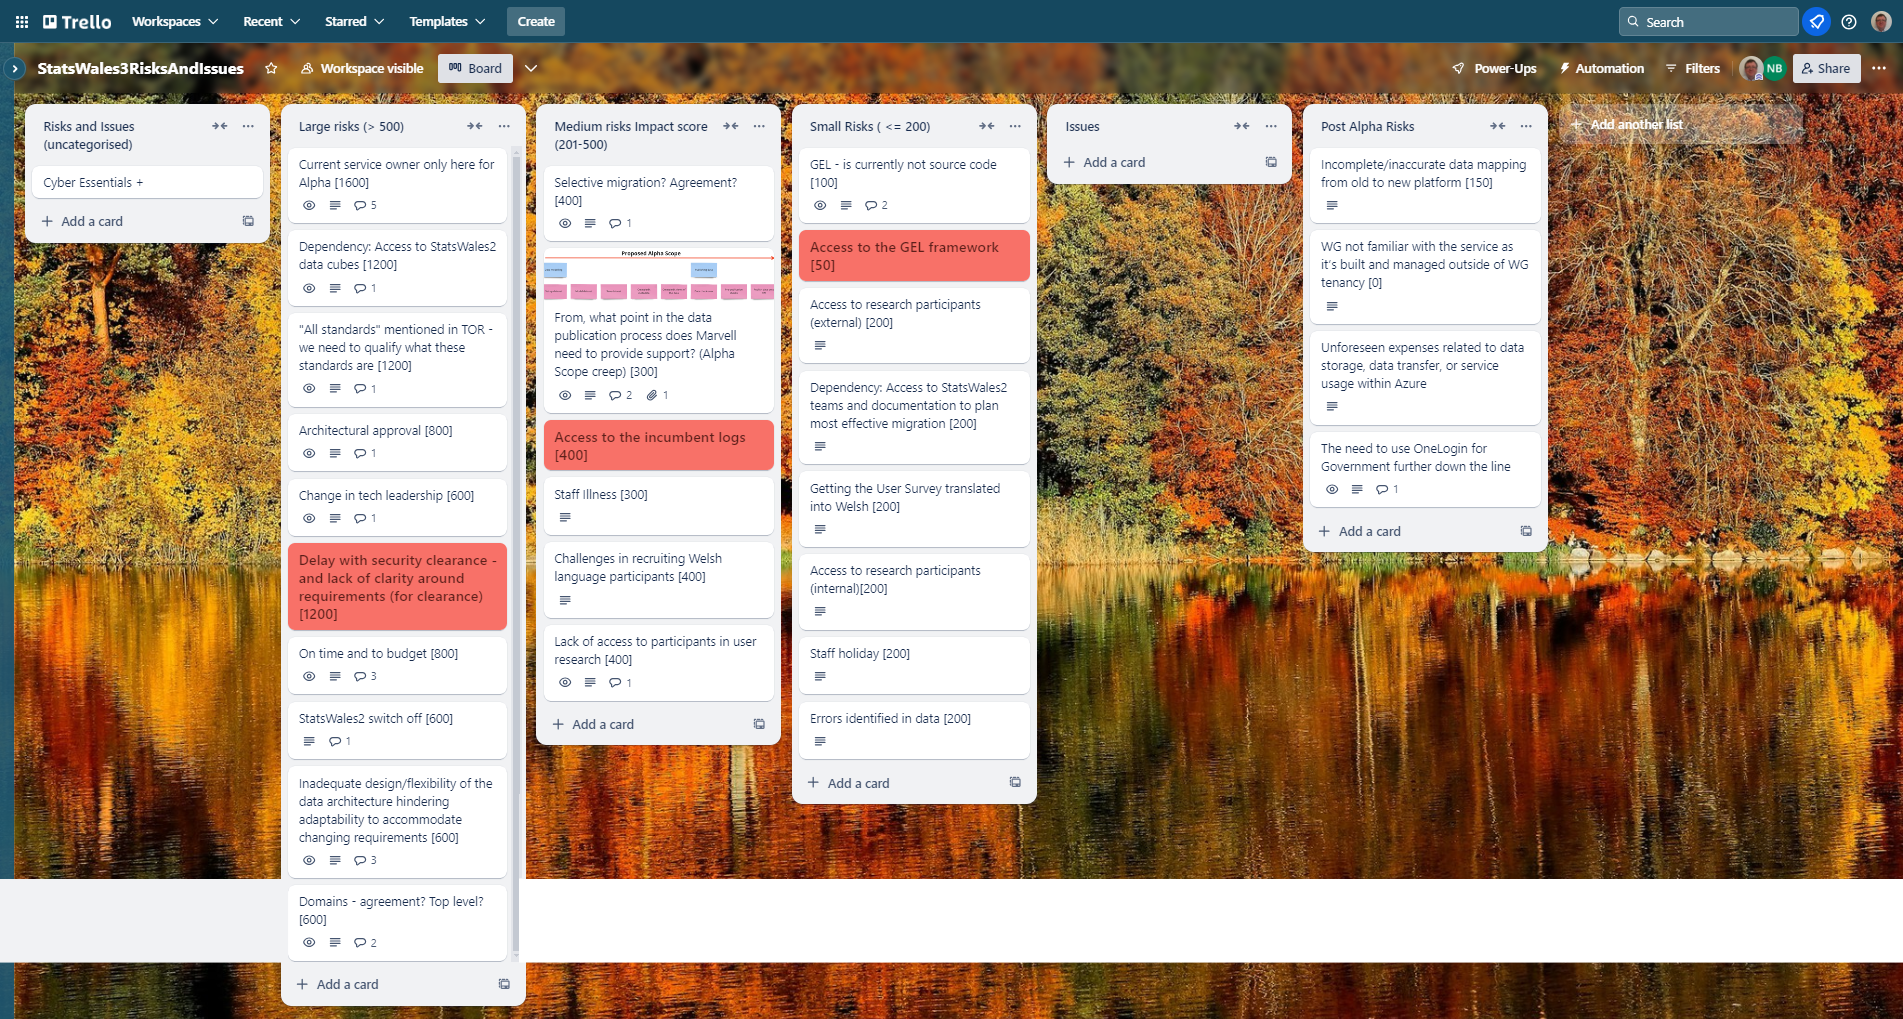 Trello
Workspaces
Recent
Starred
Templates
Create
Search
StatsWales3RisksAndIssues
Workspace visible
Board
Power-Ups
Automation
Filters
NB
Share
Risks and Issues
(uncategorised)
Cyber Essentials +
Add a card
Large risks (> 500)
Current service owner only here for
Alpha [1600]
5
Dependency: Access to StatsWales2
data cubes [1200]
1
"All standards" mentioned in TOR -
we need to qualify what these
standards are [1200]
1
Architectural approval [800]
1
Change in tech leadership [600]
1
Delay with security clearance -
and lack of clarity around
requirements (for clearance)
[1200]
On time and to budget [800]
3
StatsWales2 switch off [600]
1
Inadequate design/flexibility of the
data architecture hindering
adaptability to accommodate
changing requirements [600]
3
Domains - agreement? Top level?
[600]
2
Add a card
Medium risks Impact score
(201-500)
Selective migration? Agreement?
[400]
1
Proposed Alpha Scope
From, what point in the data
publication process does Marvell
need to provide support? (Alpha
Scope creep) [300]
2
1
Access to the incumbent logs
[400]
Staff Illness [300]
Challenges in recruiting Welsh
language participants [400]
Lack of access to participants in user
research [400]
1
Add a card
Small Risks ( <= 200)
GEL - is currently not source code
[100]
2
Access to the GEL framework
[50]
Access to research participants
(external) [200]
Dependency: Access to StatsWales2
teams and documentation to plan
most effective migration [200]
Getting the User Survey translated
into Welsh [200]
Access to research participants
(internal)[200]
Staff holiday [200]
Errors identified in data [200]
Add a card
Issues
Add a card
Post Alpha Risks
Incomplete/inaccurate data mapping
from old to new platform [150]
WG not familiar with the service as
it's built and managed outside of WG
tenancy [0]
Unforeseen expenses related to data
storage, data transfer, or service
usage within Azure
The need to use OneLogin for
Government further down the line
1
Add a card
Add another list